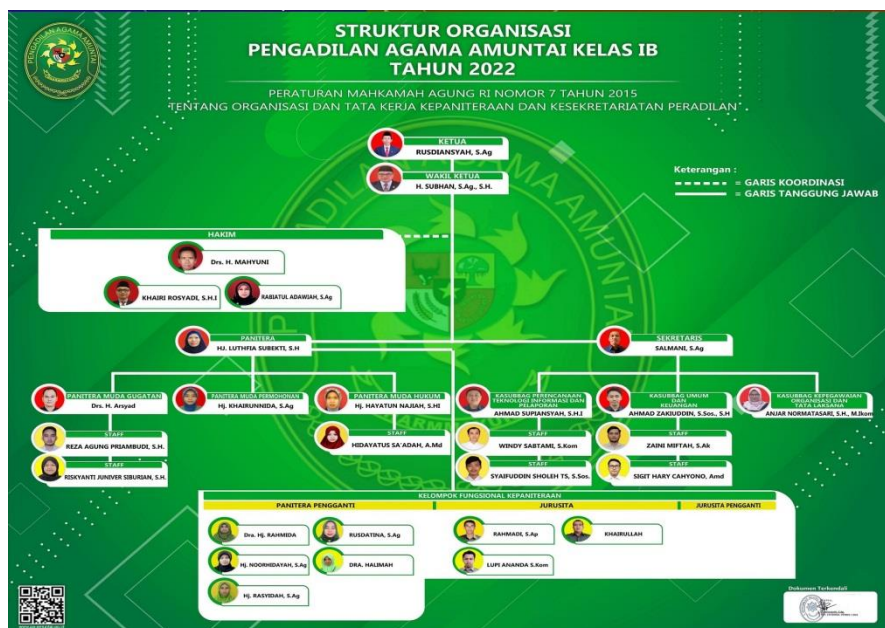 PENGADILAN AGAMA AMUNTAI
STRUKTUR ORGANISASI
PENGADILAN AGAMA AMUNTAI KELAS IB
TAHUN 2022
PERATURAN MAHKAMAH AGUNG RI NOMOR 7 TAHUN 2015
TENTANG ORGANISASI DAN TATA KERJA KEPANITERAAN DAN KESEKRETARIATAN PERADILAN
KETUA
RUSDIANSYAH, S.Ag
WAKIL KETUA
H. SUBHAN, S.Ag., S.H.
Keterangan :
= GARIS KOORDINASI
= GARIS TANGGUNG JAWAB
HAKIM
Drs. H. MAHYUNI
KHAIRI ROSYADI, S.H.I
RABIATUL ADAWIAH, S.Ag
PANITERA
HJ. LUTHFIA SUBEKTI, S.H
SEKRETARIS
SALMANI, S.Ag
PANITERA MUDA GUGATAN
Drs. H. Arsyad
PANITERA MUDA PERMOHONAN
Hj. KHAIRUNNIDA, S.Ag
PANITERA MUDA HUKUM
Hj. HAYATUN NAJIAH, S.HI
KASUBBAG PERENCANAAN
TEKNOLOGI INFORMASI DAN
PELAPORAN
AHMAD SUPIANSYAH, S.H.I
KASUBBAG UMUM
DAN
KEUANGAN
AHMAD ZAKIUDDIN, S.Sos., S.H
KASUBBAG KEPEGAWAIAN
ORGANISASI DAN
TATA LAKSANA
ANJAR NORMATASARI, S.H., M.Ikom
STAFF
REZA AGUNG PRIAMBUDI, S.H.
STAFF
HIDAYATUS SA'ADAH, A.Md
STAFF
WINDY SABTAMI, S.Kom
STAFF
ZAINI MIFTAH, S.Ak
STAFF
RISKYANTI JUNIVER SIBURIAN, S.H.
STAFF
SYAIFUDDIN SHOLEH TS, S.Sos.
STAFF
SIGIT HARY CAHYONO, Amd
KELOMPOK FUNGSIONAL KEPANITERAAN
PANITERA PENGGANTI
JURUSITA
JURUSITA PENGGANTI
Dra. Hj. RAHMIDA
RUSDATINA, S.Ag
RAHMADI, S.Ap
KHAIRULLAH
Hj. NOORHIDAYAH, S.Ag
DRA. HALIMAH
LUPI ANANDA S.Kom
Hj. RASYIDAH, S.Ag
Dokumen Terkendali